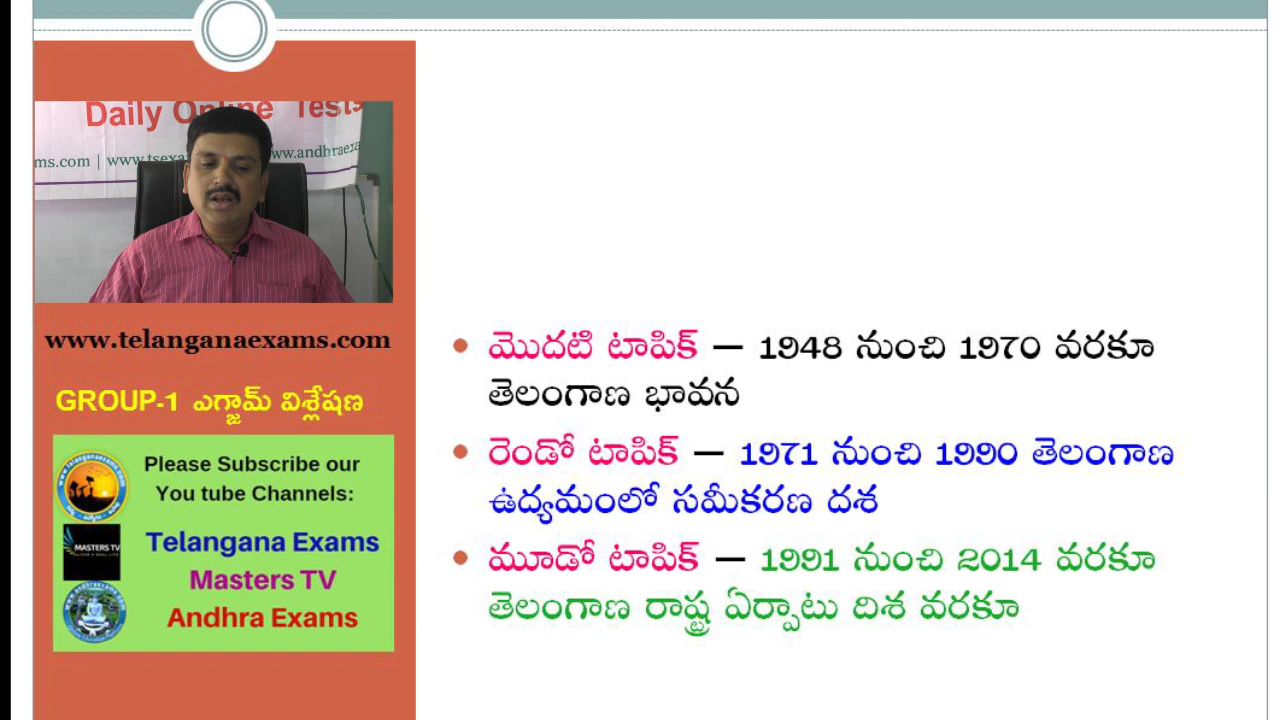 Daily Online Tests
ms.com | www.tsexa
www.andhraexa
www.telanganaexams.com
GROUP-1 ఎగ్జామ్ విశ్లేషణ
Please Subscribe our
You tube Channels:
Telangana Exams
MASTERS TV
Masters TV
Andhra Exams
• మొదటి టాపిక్ – 1948 నుంచి 1970 వరకూ
తెలంగాణ భావన
• రెండో టాపిక్ – 1971 నుంచి 1990 తెలంగాణ
ఉద్యమంలో సమీకరణ దశ
• మూడో టాపిక్ – 1991 నుంచి 2014 వరకూ
తెలంగాణ రాష్ట్ర ఏర్పాటు దిశ వరకూ